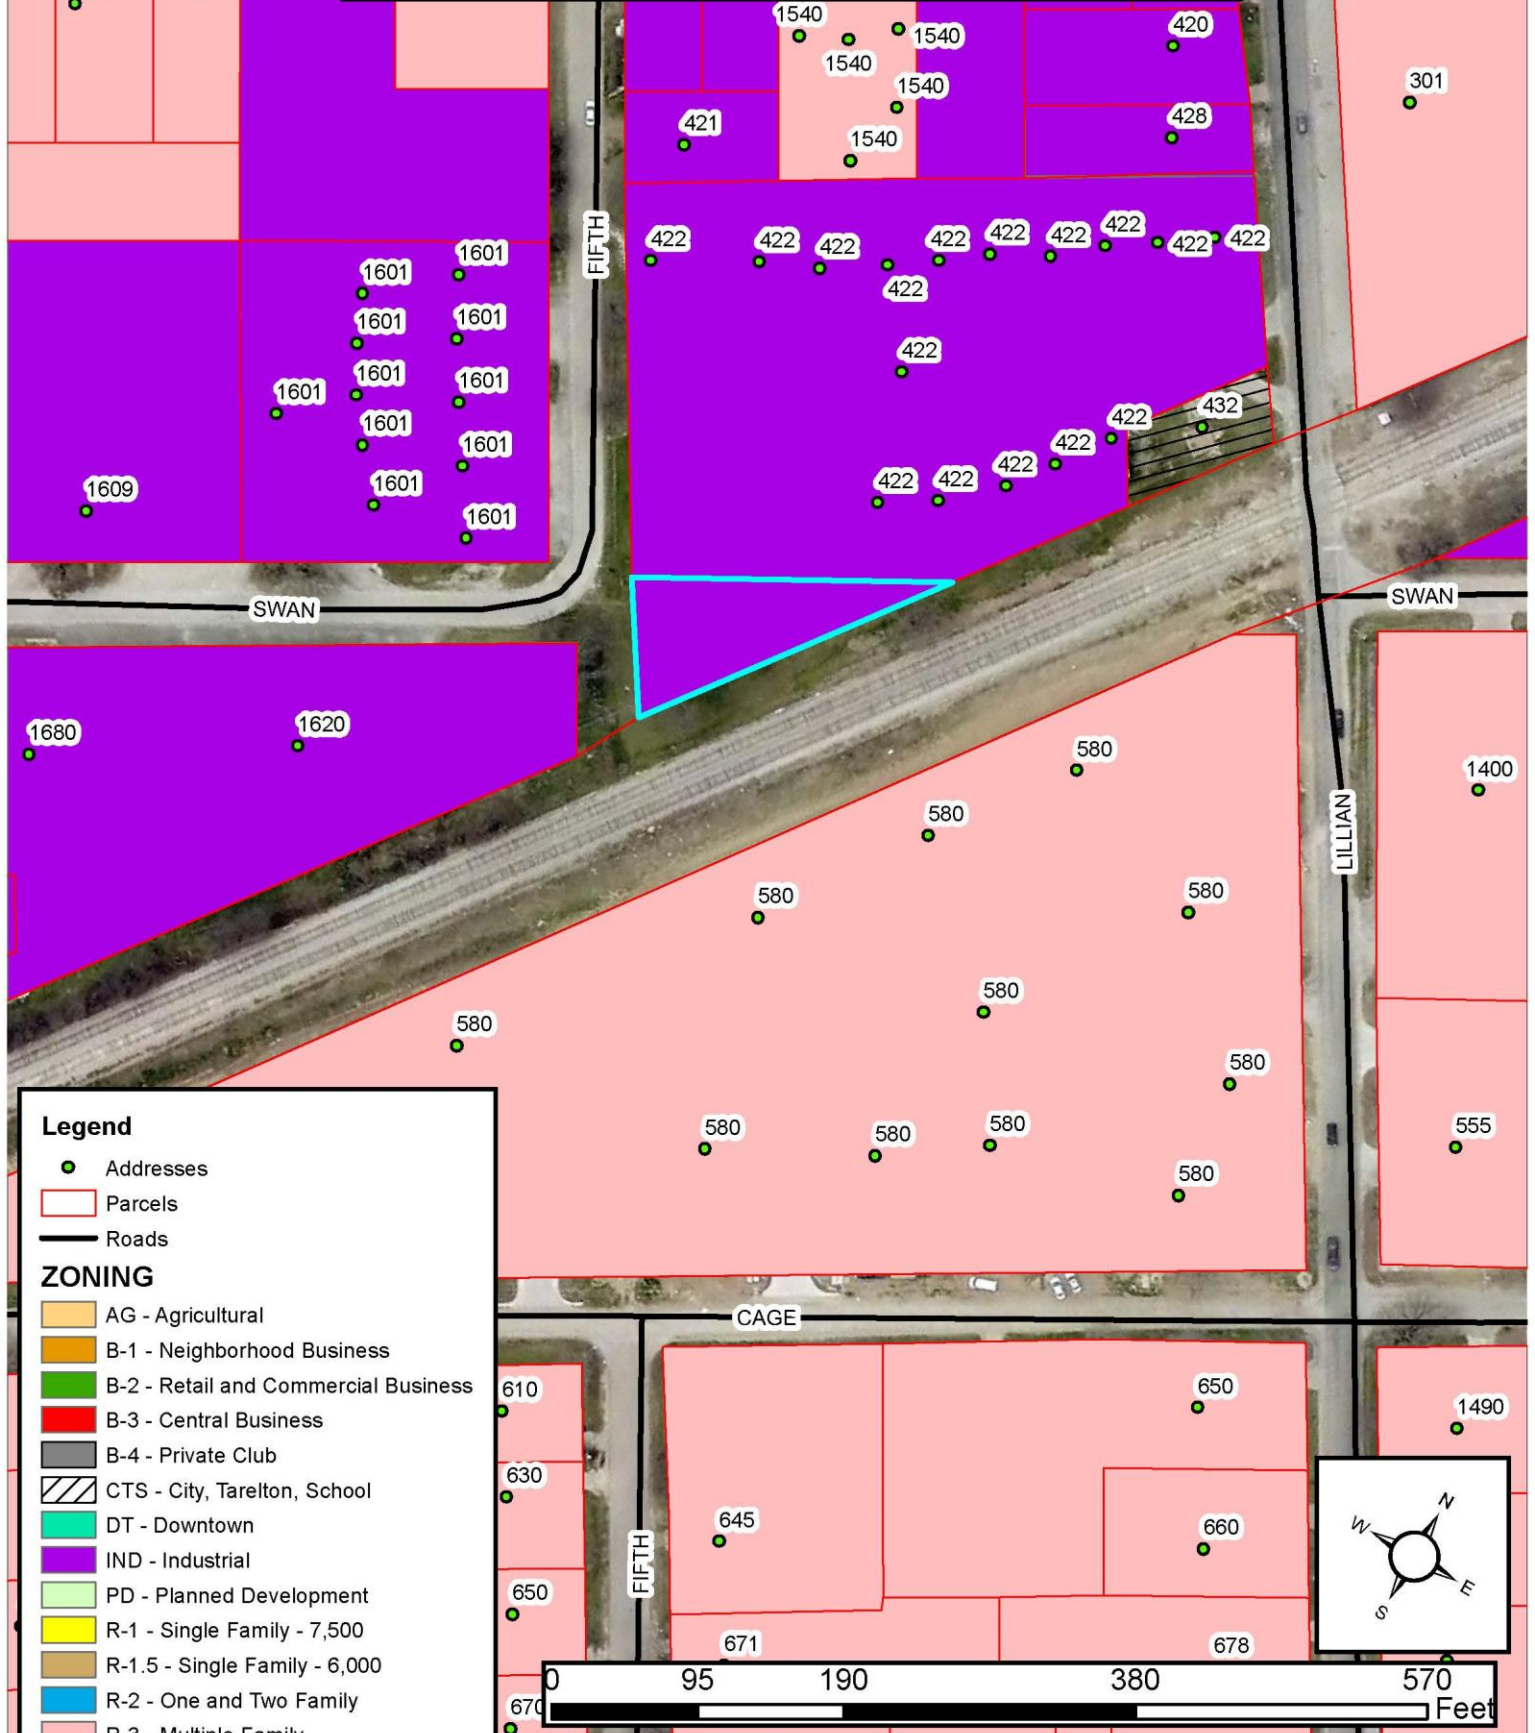 1540
1540
1540
420
301
1540
421
1540
428
FIFTH
422
422
422
422
422
422
422
422
422
422
422
1601
1601
1601
1601
1601
1601
1601
1601
1601
1601
1601
1609
422
432
422
422
422
422
422
SWAN
SWAN
1680
1620
580
1400
580
LILLIAN
580
580
580
580
580
580
580
580
580
555
Legend
Addresses
Parcels
Roads
ZONING
AG - Agricultural
B-1 - Neighborhood Business
B-2 - Retail and Commercial Business
B-3 - Central Business
B-4 - Private Club
CTS - City, Tarelton, School
DT - Downtown
IND - Industrial
PD - Planned Development
R-1 - Single Family - 7,500
R-1.5 - Single Family - 6,000
R-2 - One and Two Family
R-3 - Multiple Family
CAGE
610
650
1490
630
645
660
FIFTH
650
671
678
670
N
W
E
S
0 95 190 380 570
Feet